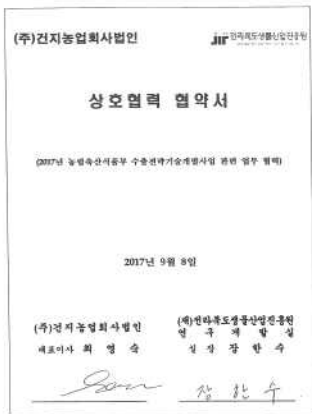 (주)건지농업회사법인
JIF 전라북도생물산업진흥원
상호협력 협약서
(2017년 농림축산식품부 수출전략기술개발사업 관련 업무 협력)
2017년 9월 8일
(주)건지농업회사법인
대표이사 최 영 숙
(재)전라북도생물산업진흥원
연 구 개 발 실
실 장 장 한 수
장 한 수